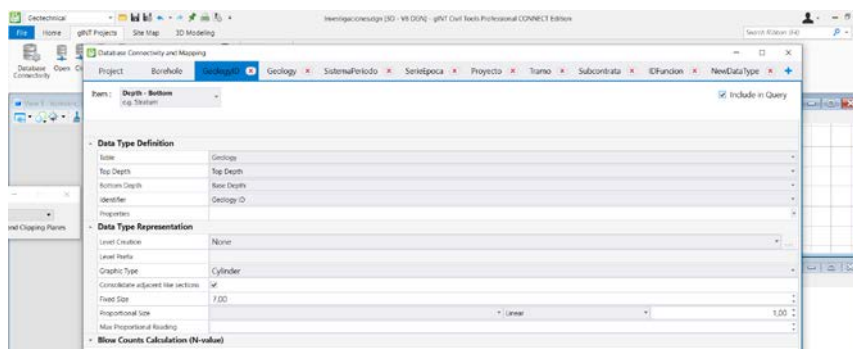 Geotechnical
Investigacionesdgn [3D - V8 DGN] - gINT Civil Tools Professional CONNECT Edition
File Home gINT Projects Site Map 3D Modeling
Database Connectivity
Open
Database Connectivity and Mapping
Project Borehole GeologyID Geology SistemaPeriodo SerieEpoca Proyecto Tramo Subcontrata IDFuncion NewDataType
Item : Depth - Bottom
e.g. Stratum
Include in Query
Data Type Definition
Table Geology
Top Depth Top Depth
Bottom Depth Base Depth
Identifier Geology ID
Properties
Data Type Representation
Level Creation None
Level Prefix
Graphic Type Cylinder
Consolidate adjacent like sections
Fixed Size 7,00
Proportional Size Linear 1,00
Max Proportional Reading
Blow Counts Calculation (N-value)
and Clipping Planes